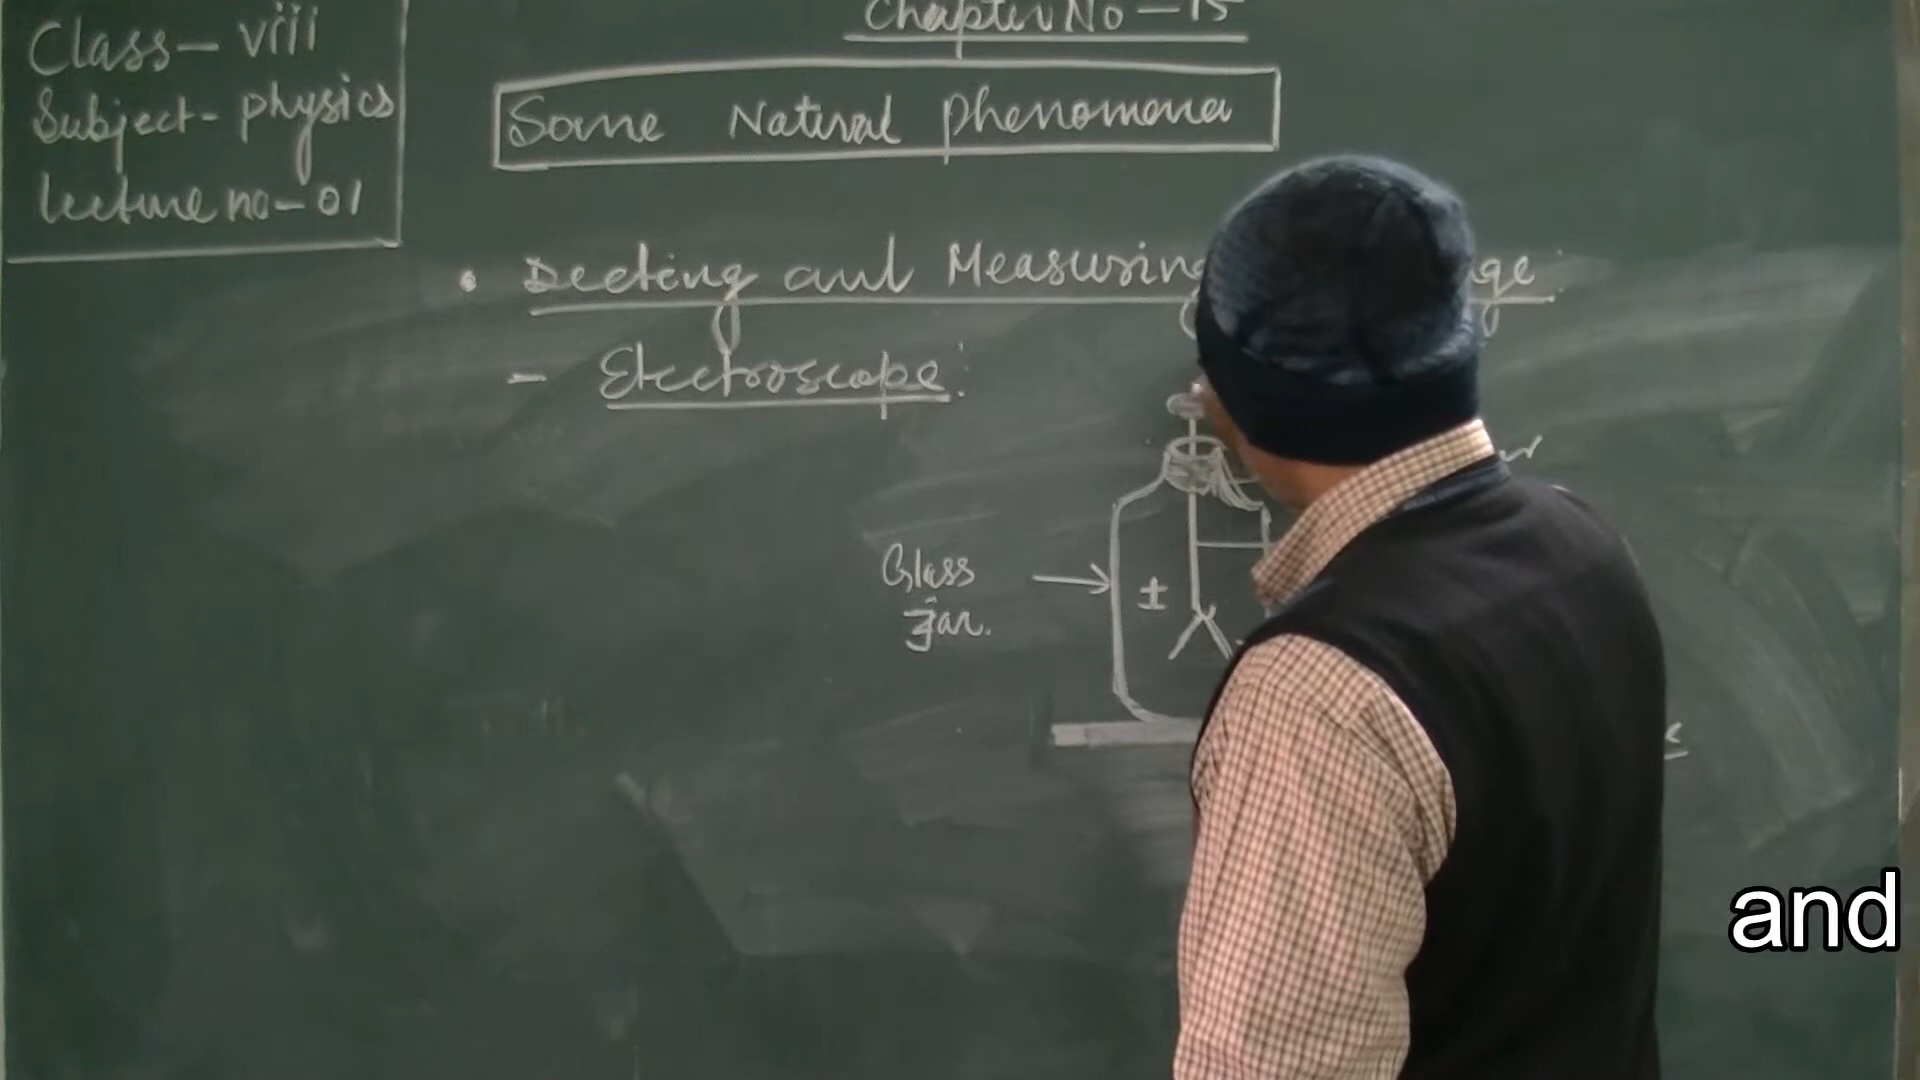 Class - viii
Subject - physics
Lecture no - 01
Chapter No - 15
Some Natural Phenomena
• Deeting and Measuring
- Electroscope:
Glass
Jar.
±
and